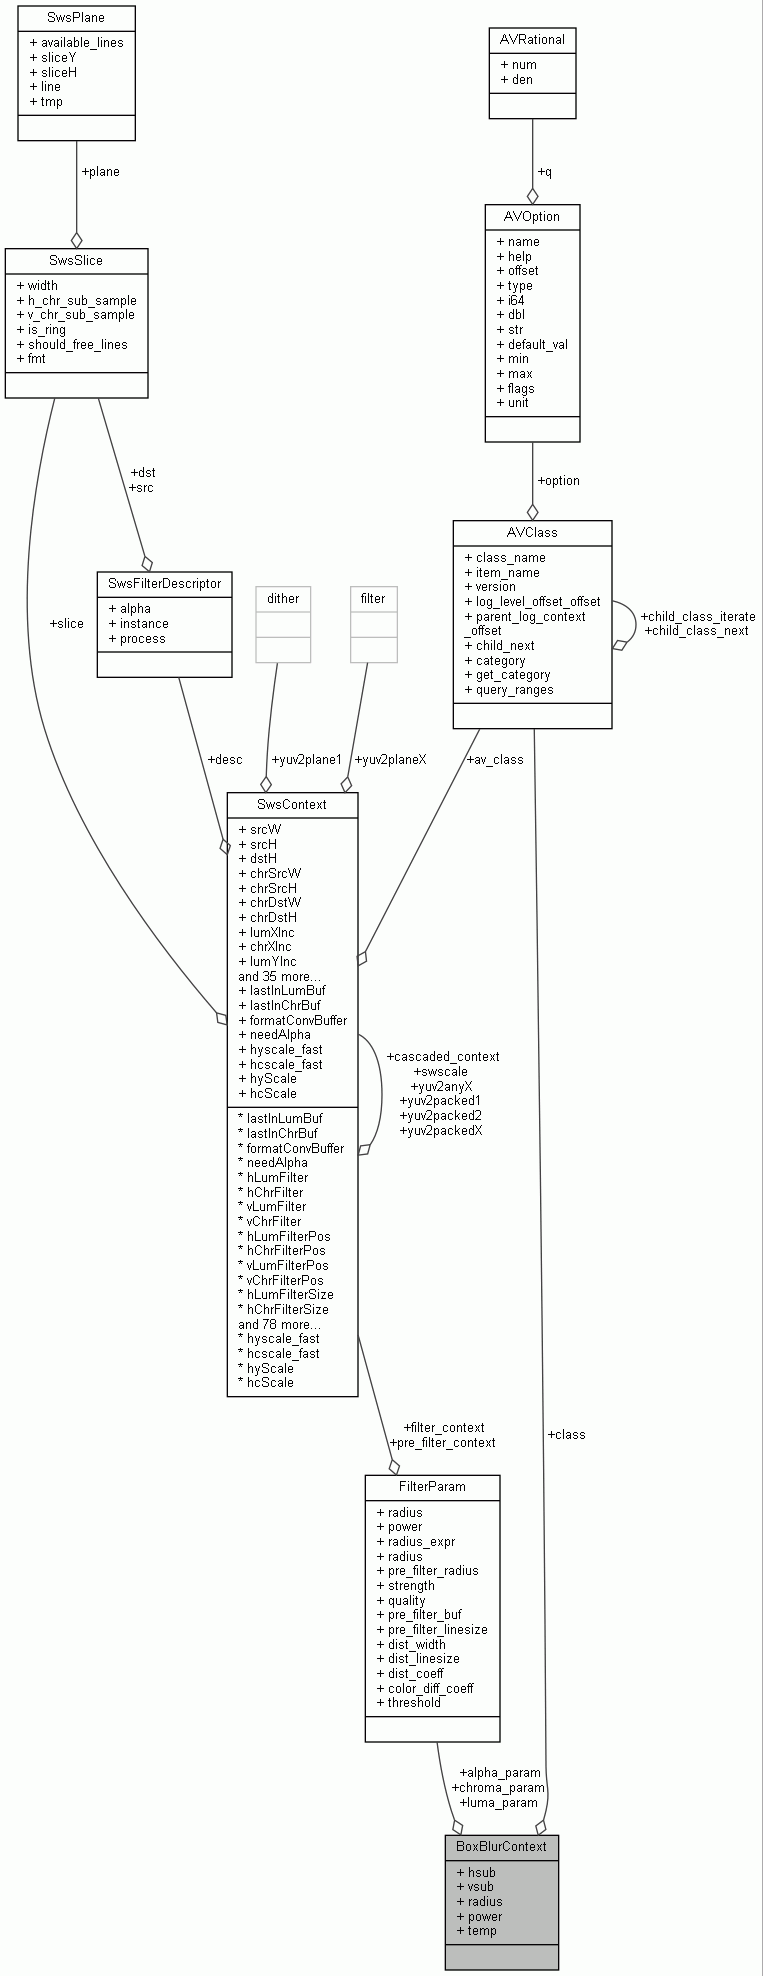 SwsPlane
+ available_lines
+ sliceY
+ sliceH
+ line
+ tmp
+plane
AVRational
+ num
+ den
+q
SwsSlice
+ width
+ h_chr_sub_sample
+ v_chr_sub_sample
+ is_ring
+ should_free_lines
+ fmt
AVOption
+ name
+ help
+ offset
+ type
+ i64
+ dbl
+ str
+ default_val
+ min
+ max
+ flags
+ unit
+dst
+src
+option
SwsFilterDescriptor
+ alpha
+ instance
+ process
dither
filter
AVClass
+ class_name
+ item_name
+ version
+ log_level_offset_offset
+ parent_log_context
_offset
+ child_next
+ category
+ get_category
+ query_ranges
+child_class_iterate
+child_class_next
+slice
+desc
+yuv2plane1
+yuv2planeX
+av_class
SwsContext
+ srcW
+ srcH
+ dstH
+ chrSrcW
+ chrSrcH
+ chrDstW
+ chrDstH
+ lumXInc
+ chrXInc
+ lumYInc
and 35 more...
+ lastInLumBuf
+ lastInChrBuf
+ formatConvBuffer
+ needAlpha
+ hyscale_fast
+ hcscale_fast
+ hyScale
+ hcScale
* lastInLumBuf
* lastInChrBuf
* formatConvBuffer
* needAlpha
* hLumFilter
* hChrFilter
* vLumFilter
* vChrFilter
* hLumFilterPos
* hChrFilterPos
* vLumFilterPos
* vChrFilterPos
* hLumFilterSize
* hChrFilterSize
and 78 more...
* hyscale_fast
* hcscale_fast
* hyScale
* hcScale
+cascaded_context
+swscale
+yuv2anyX
+yuv2packed1
+yuv2packed2
+yuv2packedX
+filter_context
+pre_filter_context
+class
FilterParam
+ radius
+ power
+ radius_expr
+ radius
+ pre_filter_radius
+ strength
+ quality
+ pre_filter_buf
+ pre_filter_linesize
+ dist_width
+ dist_linesize
+ dist_coeff
+ color_diff_coeff
+ threshold
+alpha_param
+chroma_param
+luma_param
BoxBlurContext
+ hsub
+ vsub
+ radius
+ power
+ temp